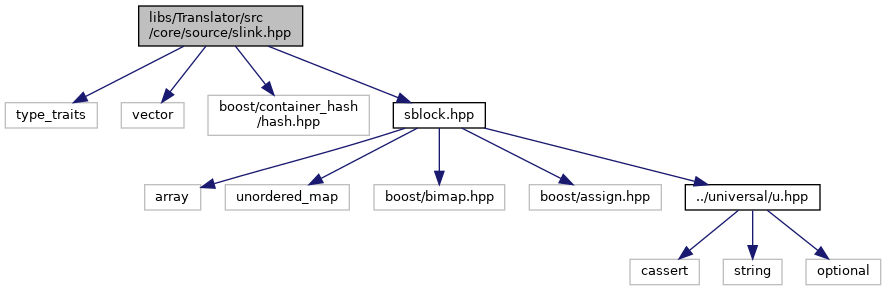 libs/Translator/src
/core/source/slink.hpp
type_traits
vector
boost/container_hash
/hash.hpp
sblock.hpp
array
unordered_map
boost/bimap.hpp
boost/assign.hpp
../universal/u.hpp
cassert
string
optional